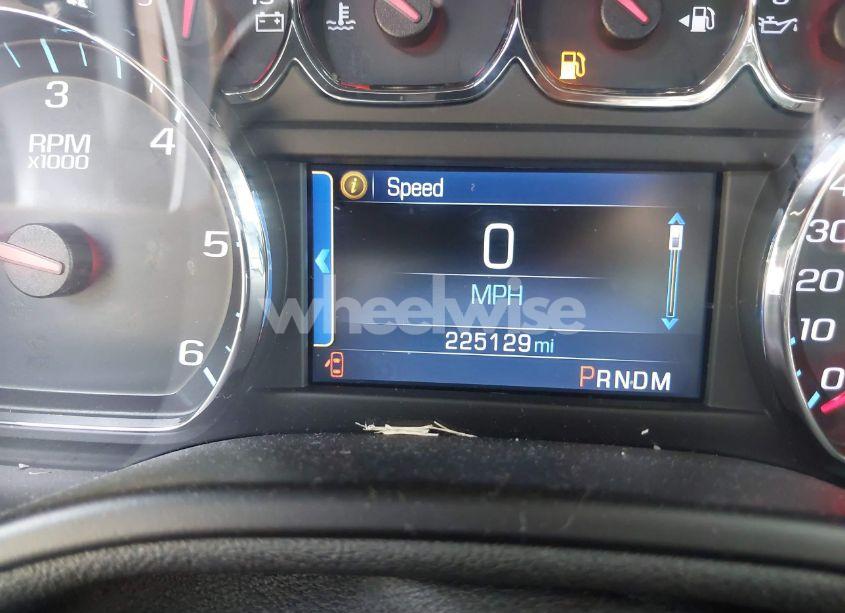 3
4
5
6
RPM
x1000
Speed
0
MPH
225129 mi
PRNDM
30
20
10
0
wheelwise